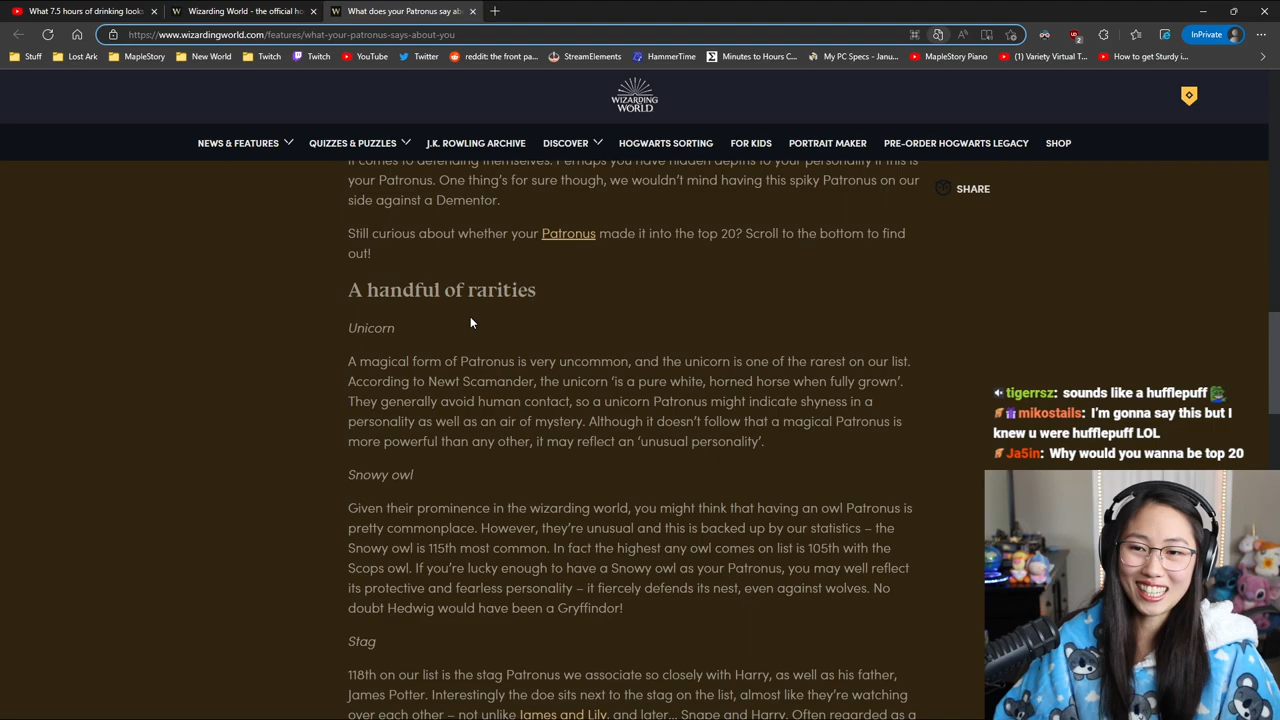 What 7.5 hours of drinking looks
Wizarding World - the official ho
What does your Patronus say ab
https://www.wizardingworld.com/features/what-your-patronus-says-about-you
InPrivate
Stuff
Lost Ark
MapleStory
New World
Twitch
YouTube
Twitter
reddit: the front pa...
StreamElements
HammerTime
Minutes to Hours C...
My PC Specs - Janu...
MapleStory Piano
(1) Variety Virtual T...
How to get Sturdy i...
WIZARDING
WORLD
NEWS & FEATURES
QUIZZES & PUZZLES
J.K. ROWLING ARCHIVE
DISCOVER
HOGWARTS SORTING
FOR KIDS
PORTRAIT MAKER
PRE-ORDER HOGWARTS LEGACY
SHOP
it comes to defending themselves. Perhaps you have hidden depths to your personality if this is
your Patronus. One thing's for sure though, we wouldn't mind having this spiky Patronus on our
side against a Dementor.
SHARE
Still curious about whether your Patronus made it into the top 20? Scroll to the bottom to find
out!
A handful of rarities
Unicorn
A magical form of Patronus is very uncommon, and the unicorn is one of the rarest on our list.
According to Newt Scamander, the unicorn ‘is a pure white, horned horse when fully grown’.
They generally avoid human contact, so a unicorn Patronus might indicate shyness in a
personality as well as an air of mystery. Although it doesn’t follow that a magical Patronus is
more powerful than any other, it may reflect an ‘unusual personality’.
Snowy owl
Given their prominence in the wizarding world, you might think that having an owl Patronus is
pretty commonplace. However, they’re unusual and this is backed up by our statistics – the
Snowy owl is 115th most common. In fact the highest any owl comes on list is 105th with the
Scops owl. If you’re lucky enough to have a Snowy owl as your Patronus, you may well reflect
its protective and fearless personality – it fiercely defends its nest, even against wolves. No
doubt Hedwig would have been a Gryffindor!
Stag
118th on our list is the stag Patronus we associate so closely with Harry, as well as his father,
James Potter. Interestingly the doe sits next to the stag on the list, almost like they’re watching
over each other – not unlike James and Lily, and later... Snape and Harry. Often regarded as a
tigerrsz: sounds like a hufflepuff
mikostails: I'm gonna say this but I
knew u were hufflepuff LOL
Ja5in: Why would you wanna be top 20